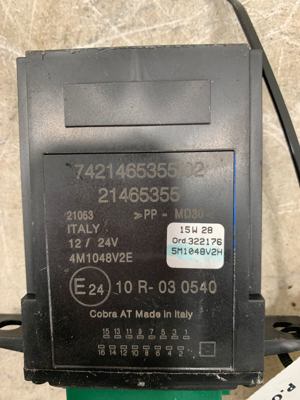 7421465355 02
21465355
21053 >PP - MD30
ITALY
12 / 24V
4M1048V2E
15W 28
Ord.322176
5M1048V2H
E24 10 R- 03 0540
Cobra AT Made in Italy
15 13 11 9 7 5 3 1
16 14 12 10 8 6 4 2